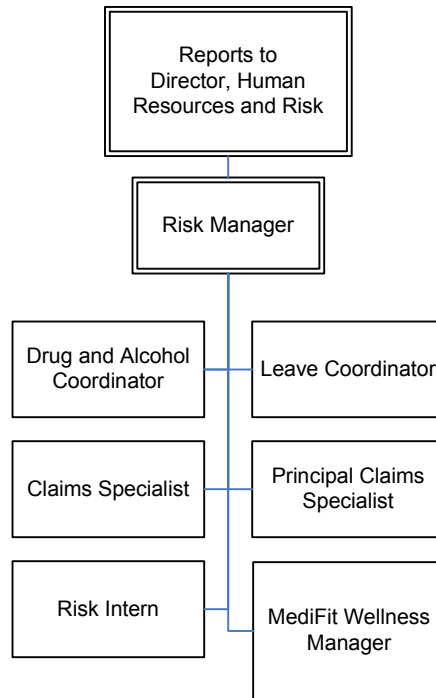 Reports to
Director, Human
Resources and Risk
Risk Manager
Drug and Alcohol
Coordinator
Leave Coordinator
Claims Specialist
Principal Claims
Specialist
Risk Intern
MediFit Wellness
Manager